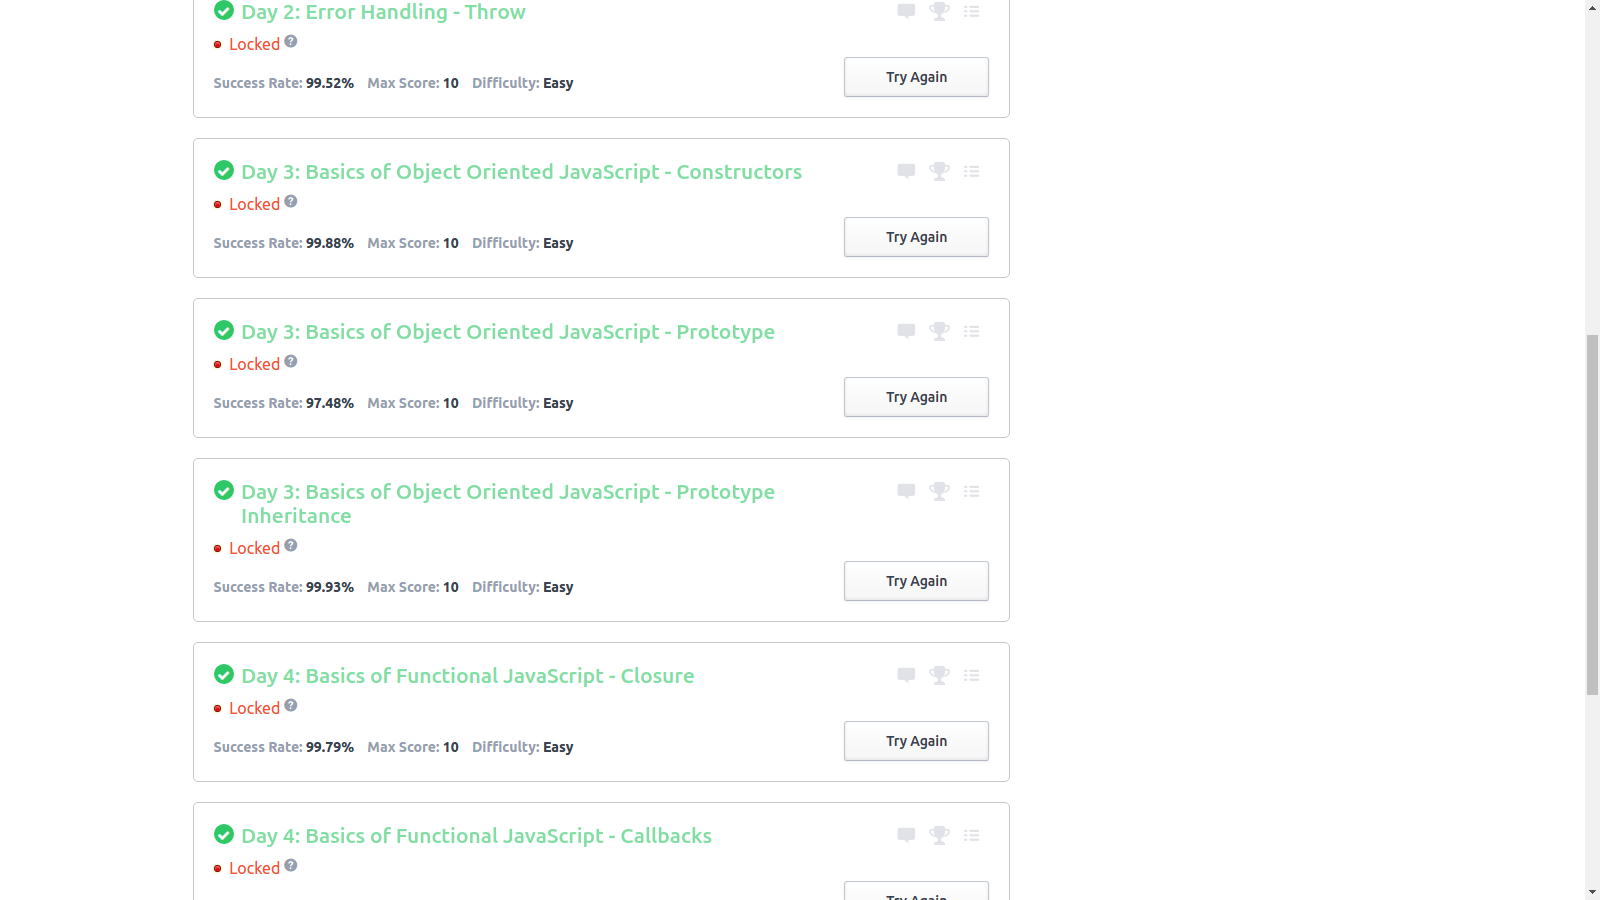 Day 2: Error Handling - Throw
Locked ?
Success Rate: 99.52% Max Score: 10 Difficulty: Easy
Try Again
Day 3: Basics of Object Oriented JavaScript - Constructors
Locked ?
Success Rate: 99.88% Max Score: 10 Difficulty: Easy
Try Again
Day 3: Basics of Object Oriented JavaScript - Prototype
Locked ?
Success Rate: 97.48% Max Score: 10 Difficulty: Easy
Try Again
Day 3: Basics of Object Oriented JavaScript - Prototype
Inheritance
Locked ?
Success Rate: 99.93% Max Score: 10 Difficulty: Easy
Try Again
Day 4: Basics of Functional JavaScript - Closure
Locked ?
Success Rate: 99.79% Max Score: 10 Difficulty: Easy
Try Again
Day 4: Basics of Functional JavaScript - Callbacks
Locked ?
Try Again